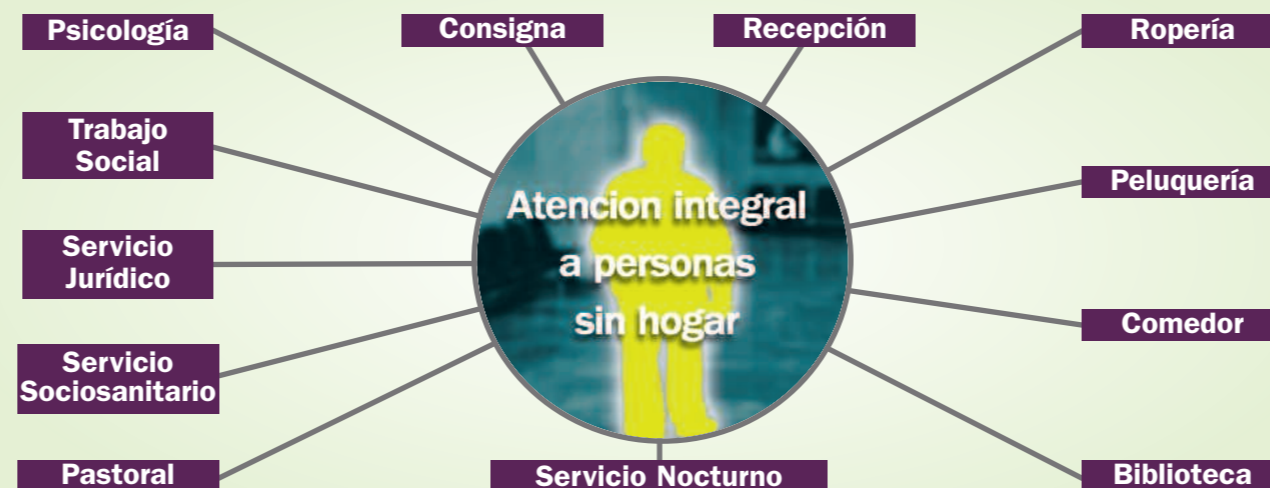 Psicología
Consigna
Recepción
Ropería
Trabajo
Social
Peluquería
Atencion integral
a personas
sin hogar
Servicio
Jurídico
Comedor
Servicio
Sociosanitario
Pastoral
Servicio Nocturno
Biblioteca